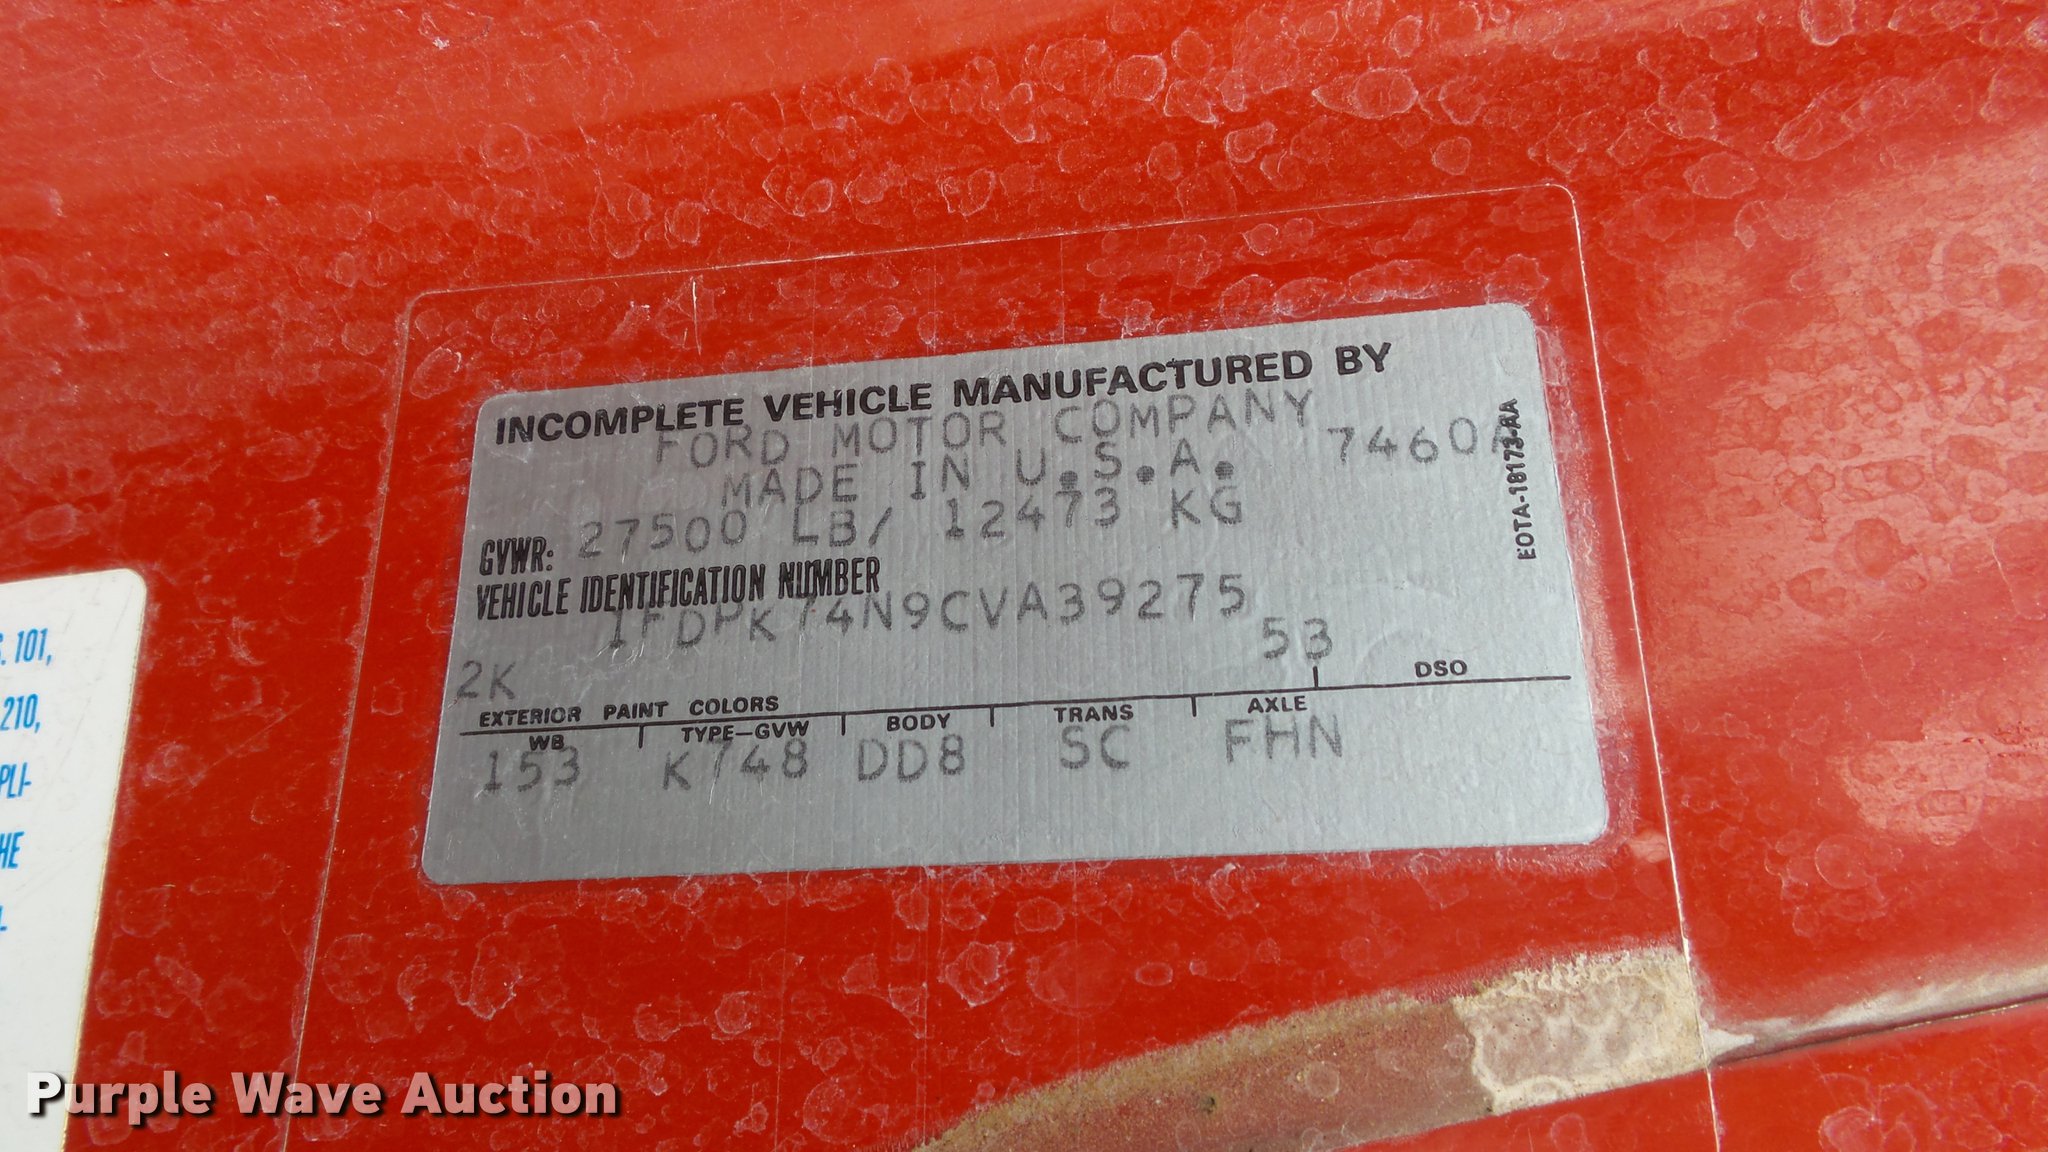 INCOMPLETE VEHICLE MANUFACTURED BY
FORD MOTOR COMPANY
MADE IN U.S.A.
7460
EOTA-18173-AA
GVWR: 27500 LB/ 12473 KG
VEHICLE IDENTIFICATION NUMBER
1FDPK74N9CVA39275
2K
53
EXTERIOR PAINT COLORS
DSO
WB TYPE-GVW BODY TRANS AXLE
153 K748 DD8 SC FHN
101,
210,
PLI-
HE
Purple Wave Auction